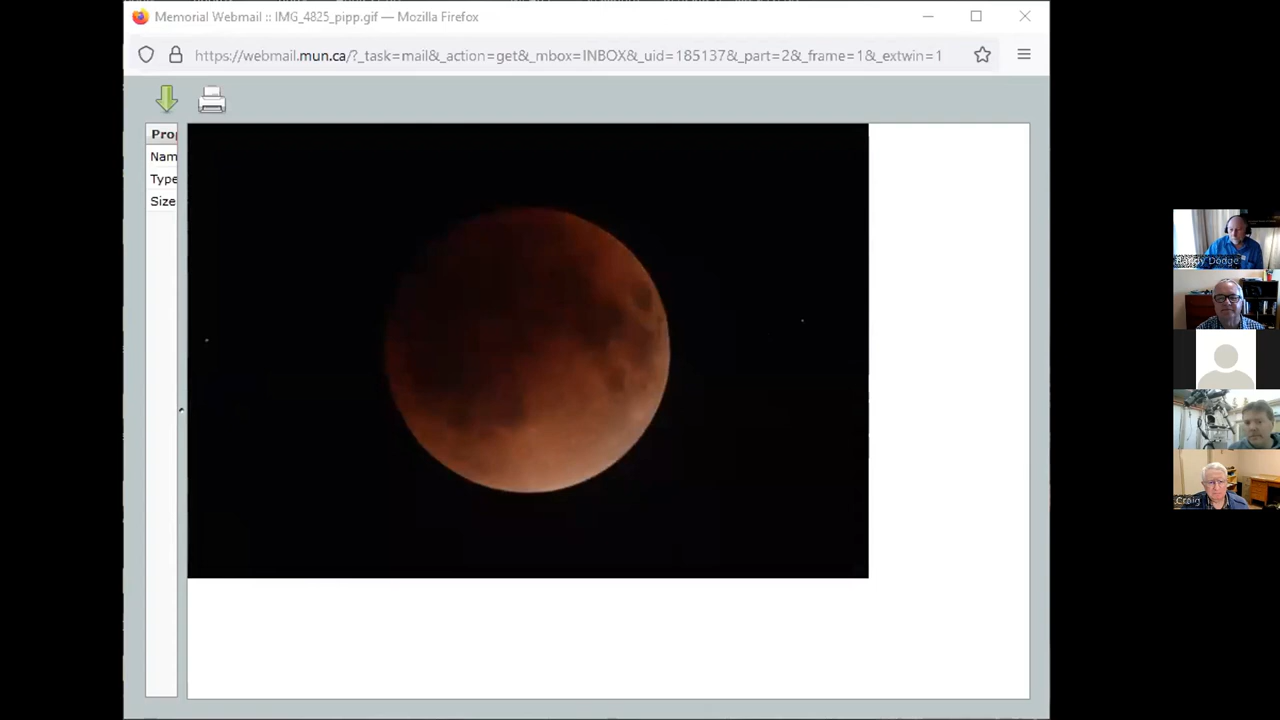 Memorial Webmail :: IMG_4825_pipp.gif — Mozilla Firefox
https://webmail.mun.ca/?_task=mail&_action=get&_mbox=INBOX&_uid=185137&_part=2&_frame=1&_extwin=1
Prop
Nam
Type
Size
Randy Dodge
Craig